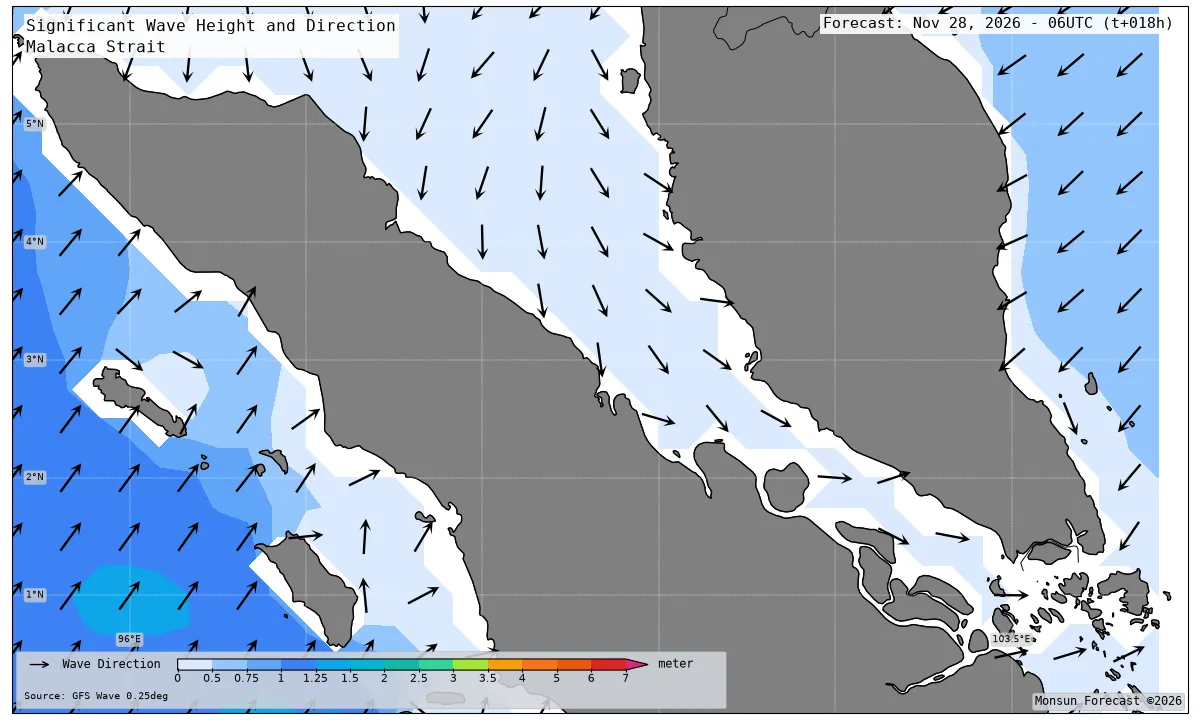 Significant Wave Height and Direction
Malacca Strait
Forecast: Nov 28, 2026 - 06UTC (t+018h)
5°N
4°N
3°N
2°N
1°N
96°E
103.5°E
Wave Direction
meter
0 0.5 0.75 1 1.25 1.5 2 2.5 3 3.5 4 5 6 7
Source: GFS Wave 0.25deg
Monsun Forecast ©2026